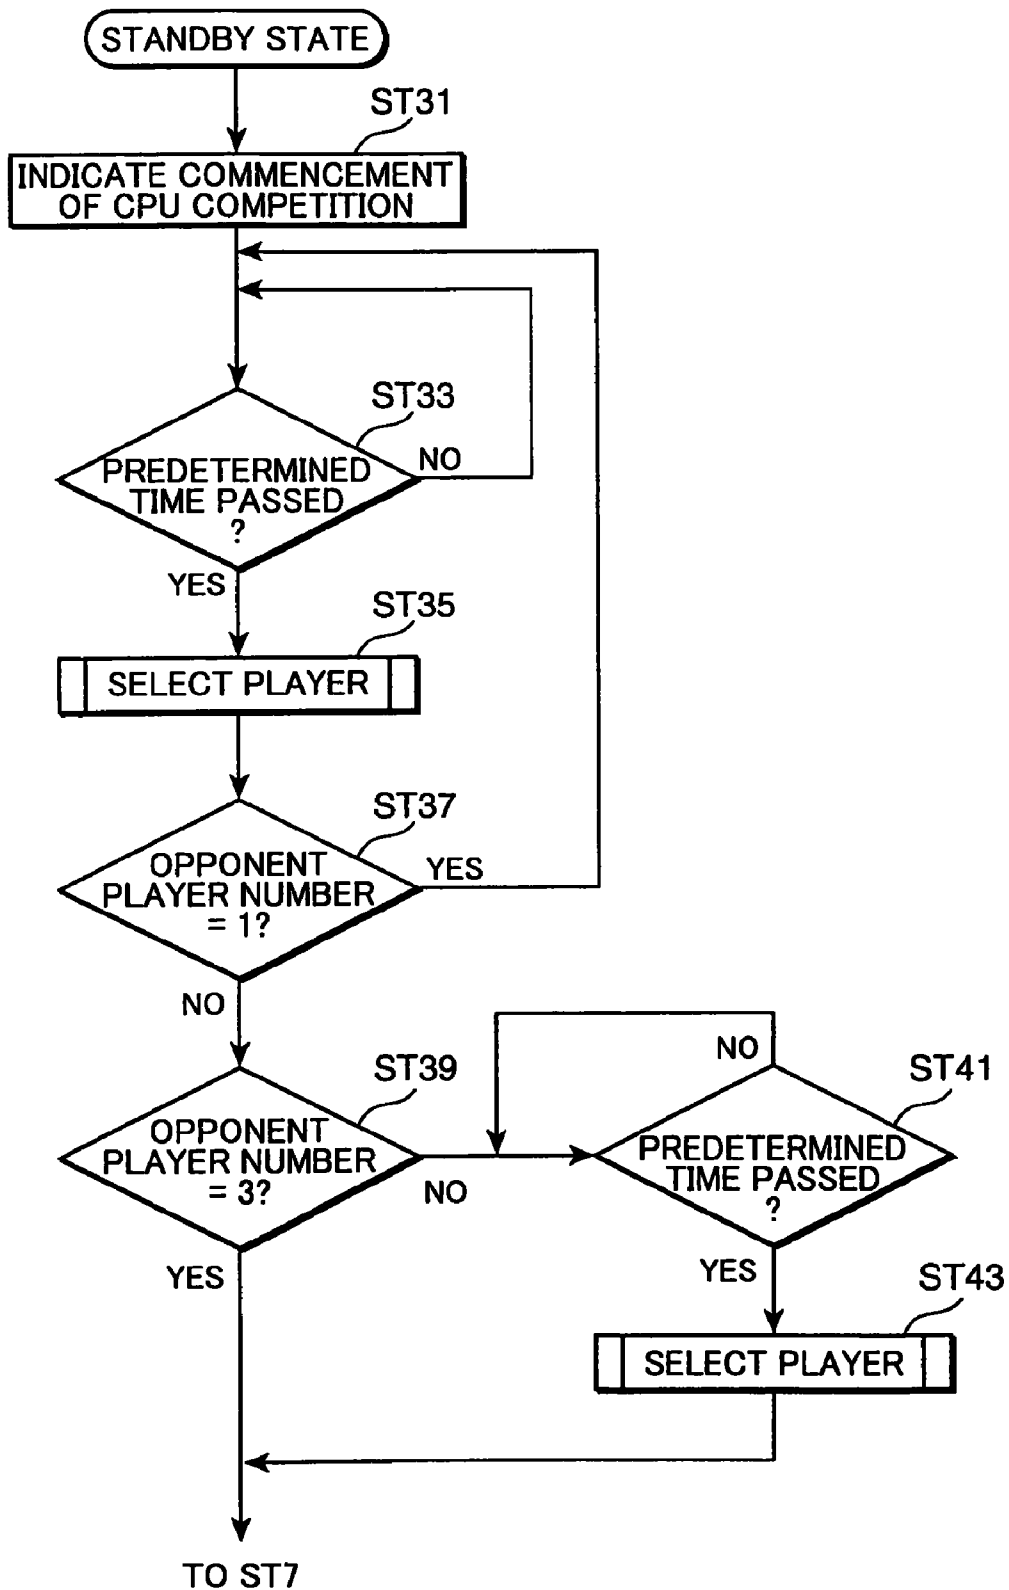 STANDBY STATE
ST31
INDICATE COMMENCEMENT
OF CPU COMPETITION
ST33
PREDETERMINED
TIME PASSED
?
NO
YES
ST35
SELECT PLAYER
ST37
OPPONENT
PLAYER NUMBER
= 1?
YES
NO
ST39
OPPONENT
PLAYER NUMBER
= 3?
NO
YES
NO
ST41
PREDETERMINED
TIME PASSED
?
YES
ST43
SELECT PLAYER
TO ST7